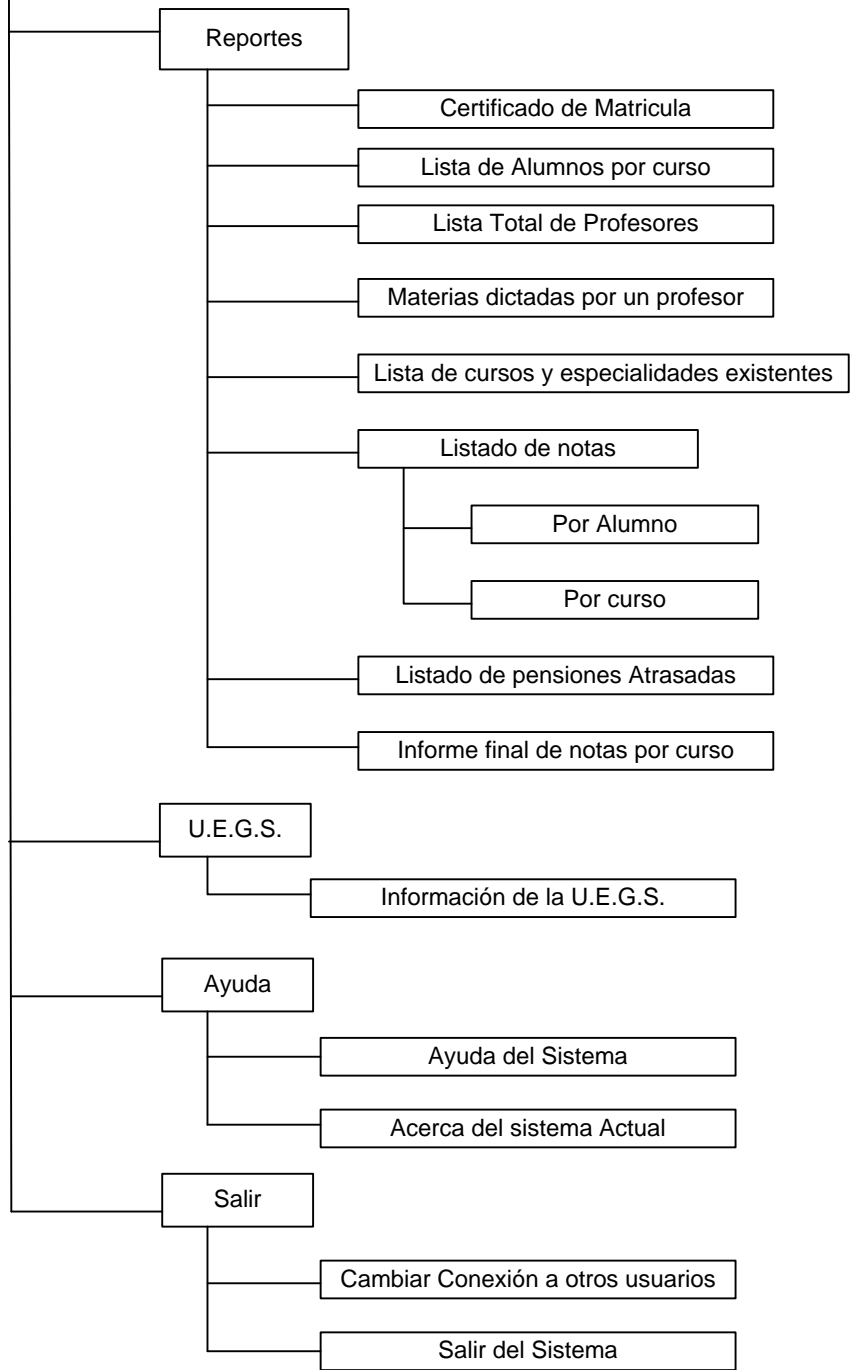 Reportes
Certificado de Matricula
Lista de Alumnos por curso
Lista Total de Profesores
Materias dictadas por un profesor
Lista de cursos y especialidades existentes
Listado de notas
Por Alumno
Por curso
Listado de pensiones Atrasadas
Informe final de notas por curso
U.E.G.S.
Información de la U.E.G.S.
Ayuda
Ayuda del Sistema
Acerca del sistema Actual
Salir
Cambiar Conexión a otros usuarios
Salir del Sistema